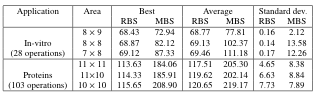 Application Area Best Average Standard dev.
RBS MBS RBS MBS RBS MBS
8 × 9 68.43 72.94 68.77 77.81 0.16 2.12
In-vitro 8 × 8 68.87 82.12 69.13 102.37 0.14 13.58
(28 operations) 7 × 8 69.12 87.33 69.46 111.18 0.17 12.26
11 × 11 113.63 184.06 117.51 205.30 4.65 8.38
Proteins 11×10 114.33 185.91 119.62 202.14 6.63 8.84
(103 operations) 10 × 10 115.65 208.90 120.65 219.17 7.73 7.89